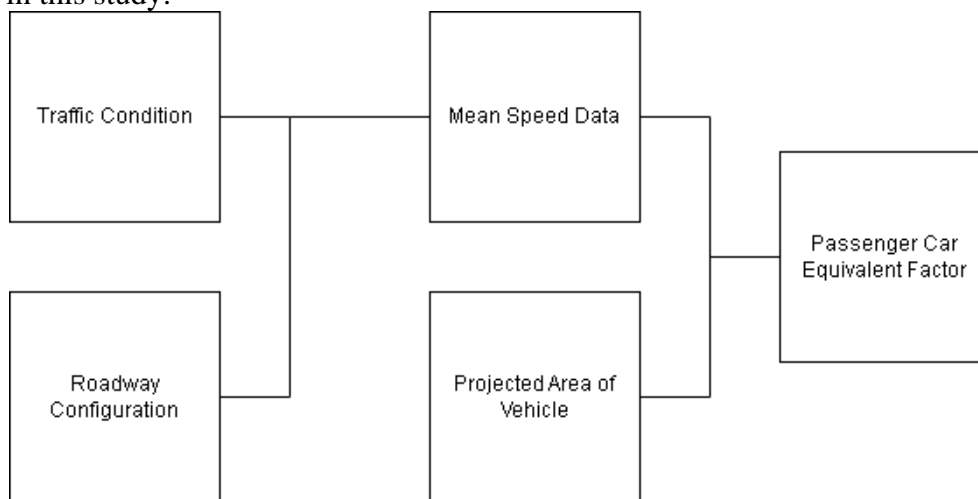 in this study.
Traffic Condition
Mean Speed Data
Passenger Car
Equivalent Factor
Roadway
Configuration
Projected Area of
Vehicle